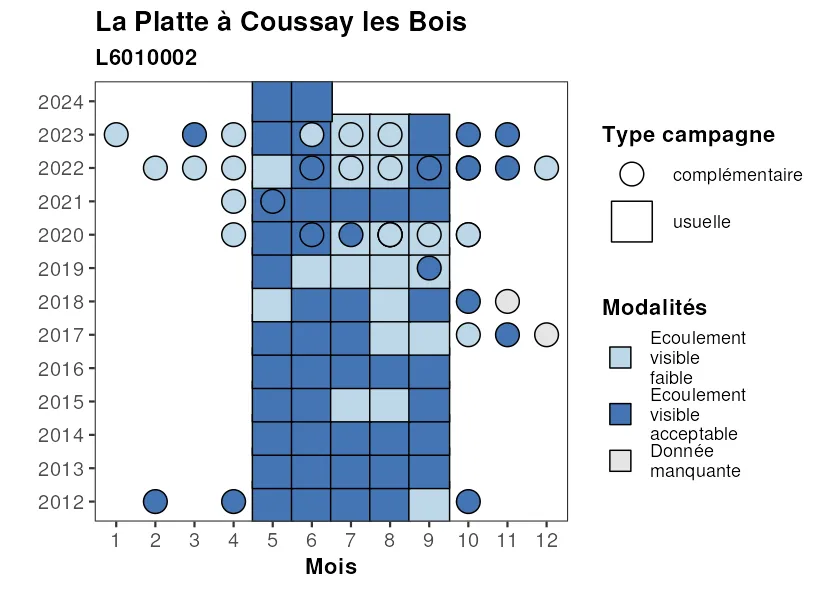 La Platte à Coussay les Bois
L6010002
2024
2023
2022
2021
2020
2019
2018
2017
2016
2015
2014
2013
2012
1 2 3 4 5 6 7 8 9 10 11 12
Mois
Type campagne
complémentaire
usuelle
Modalités
Ecoulement
visible
faible
Ecoulement
visible
acceptable
Donnée
manquante